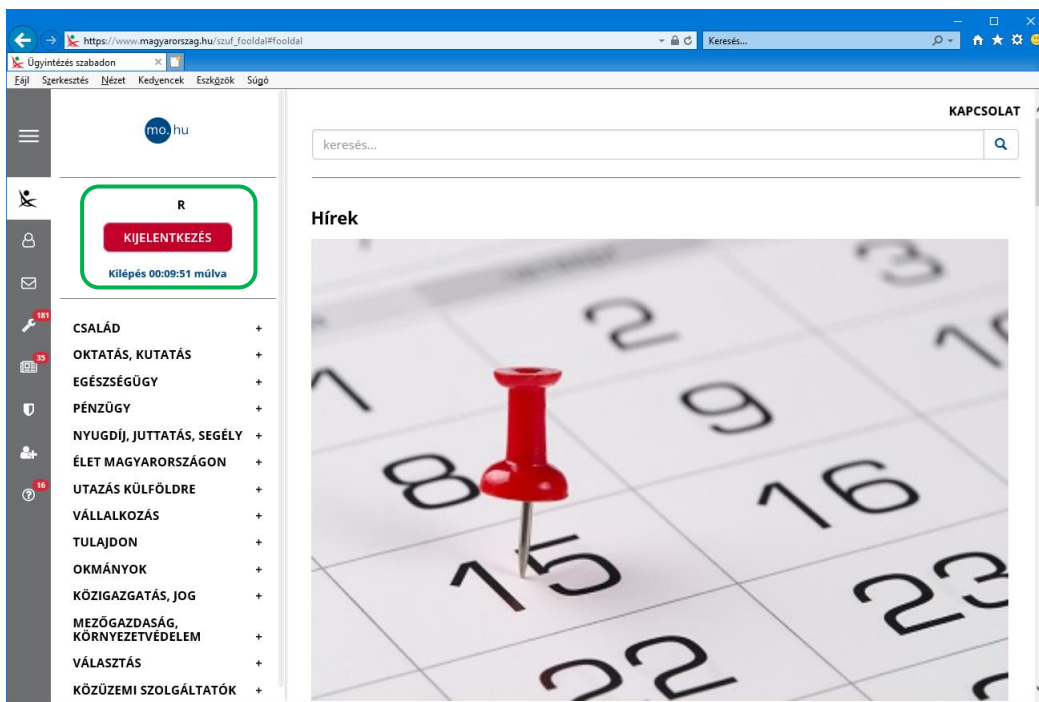 https://www.magyarorszag.hu/szuf_fooldal#fooldal
Keresés...
Ügyintézés szabadon
Fájl Szerkesztés Nézet Kedvencek Eszközök Súgó
mo. hu
KAPCSOLAT
keresés...
R
KIJELENTKEZÉS
Kilépés 00:09:51 múlva
181
35
16
CSALÁD +
OKTATÁS, KUTATÁS +
EGÉSZSÉGÜGY +
PÉNZÜGY +
NYUGDÍJ, JUTTATÁS, SEGÉLY +
ÉLET MAGYARORSZÁGON +
UTAZÁS KÜLFÖLDRE +
VÁLLALKOZÁS +
TULAJDON +
OKMÁNYOK +
KÖZIGAZGATÁS, JOG +
MEZŐGAZDASÁG,
KÖRNYEZETVÉDELEM +
VÁLASZTÁS +
KÖZÜZEMI SZOLGÁLTATÓK +
Hírek
1
2
3
8
9
15
16
22
23